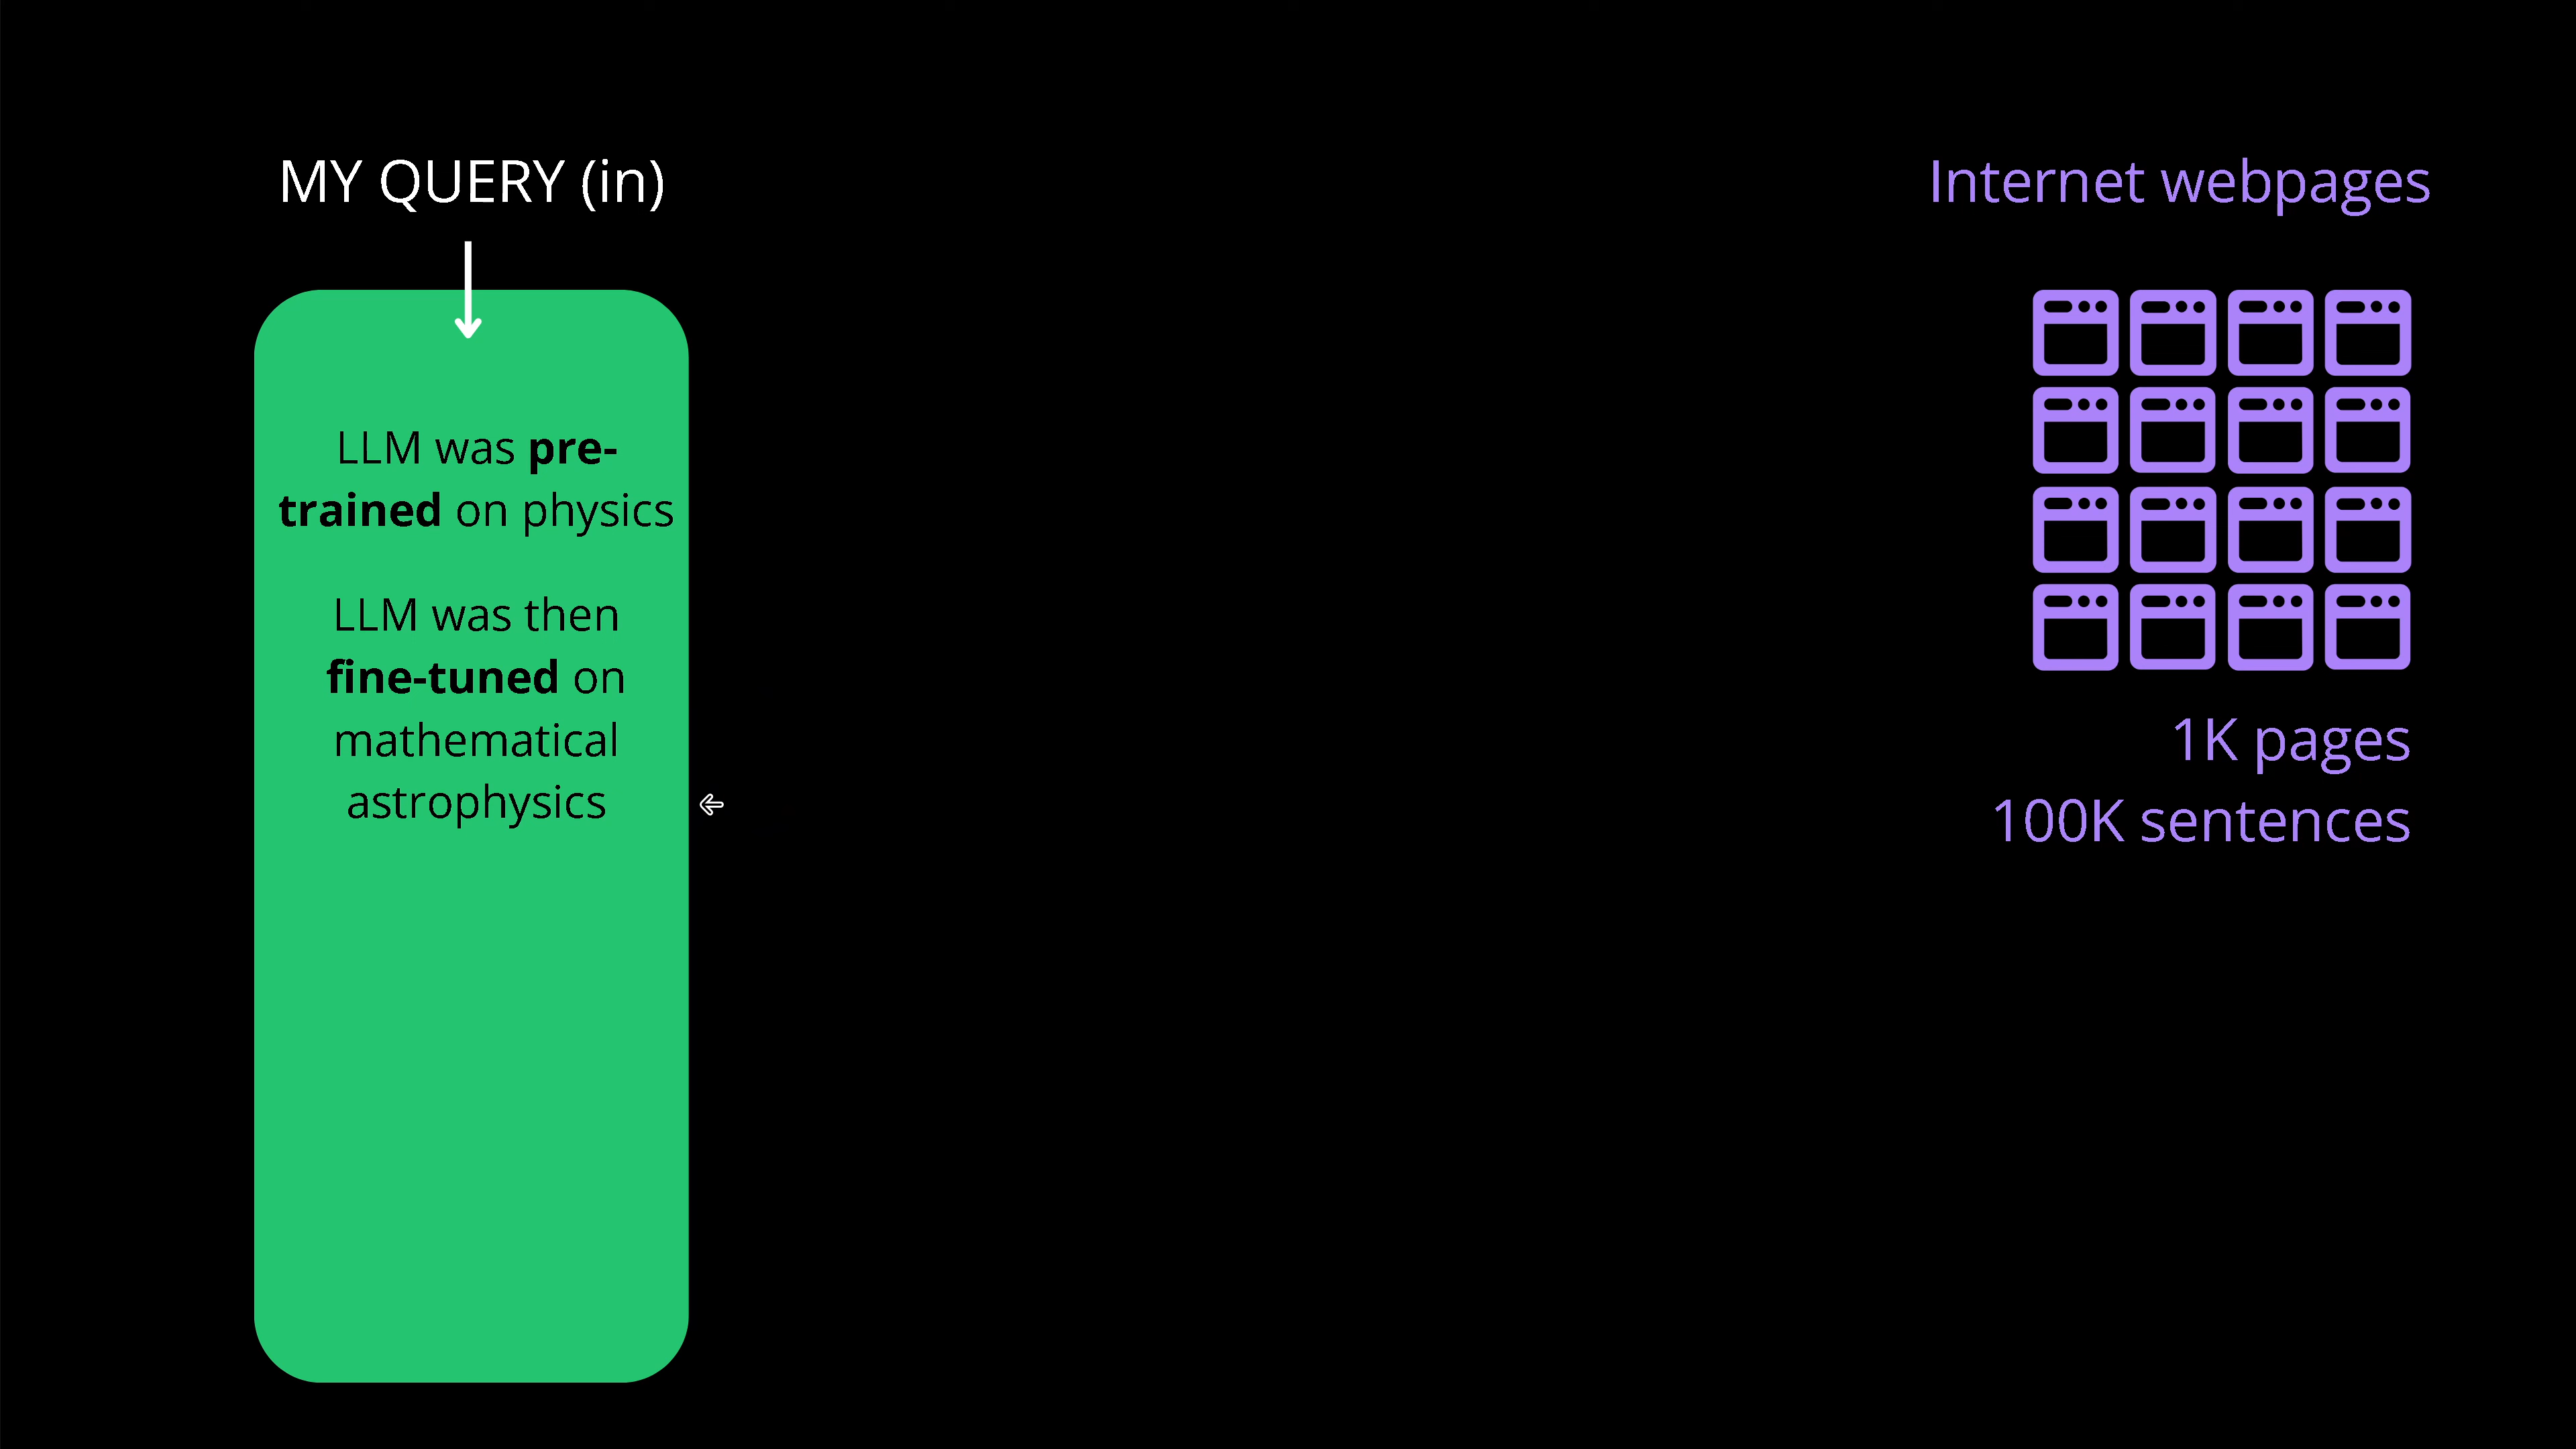 MY QUERY (in)
LLM was pre-
trained on physics
LLM was then
fine-tuned on
mathematical
astrophysics
Internet webpages
1K pages
100K sentences